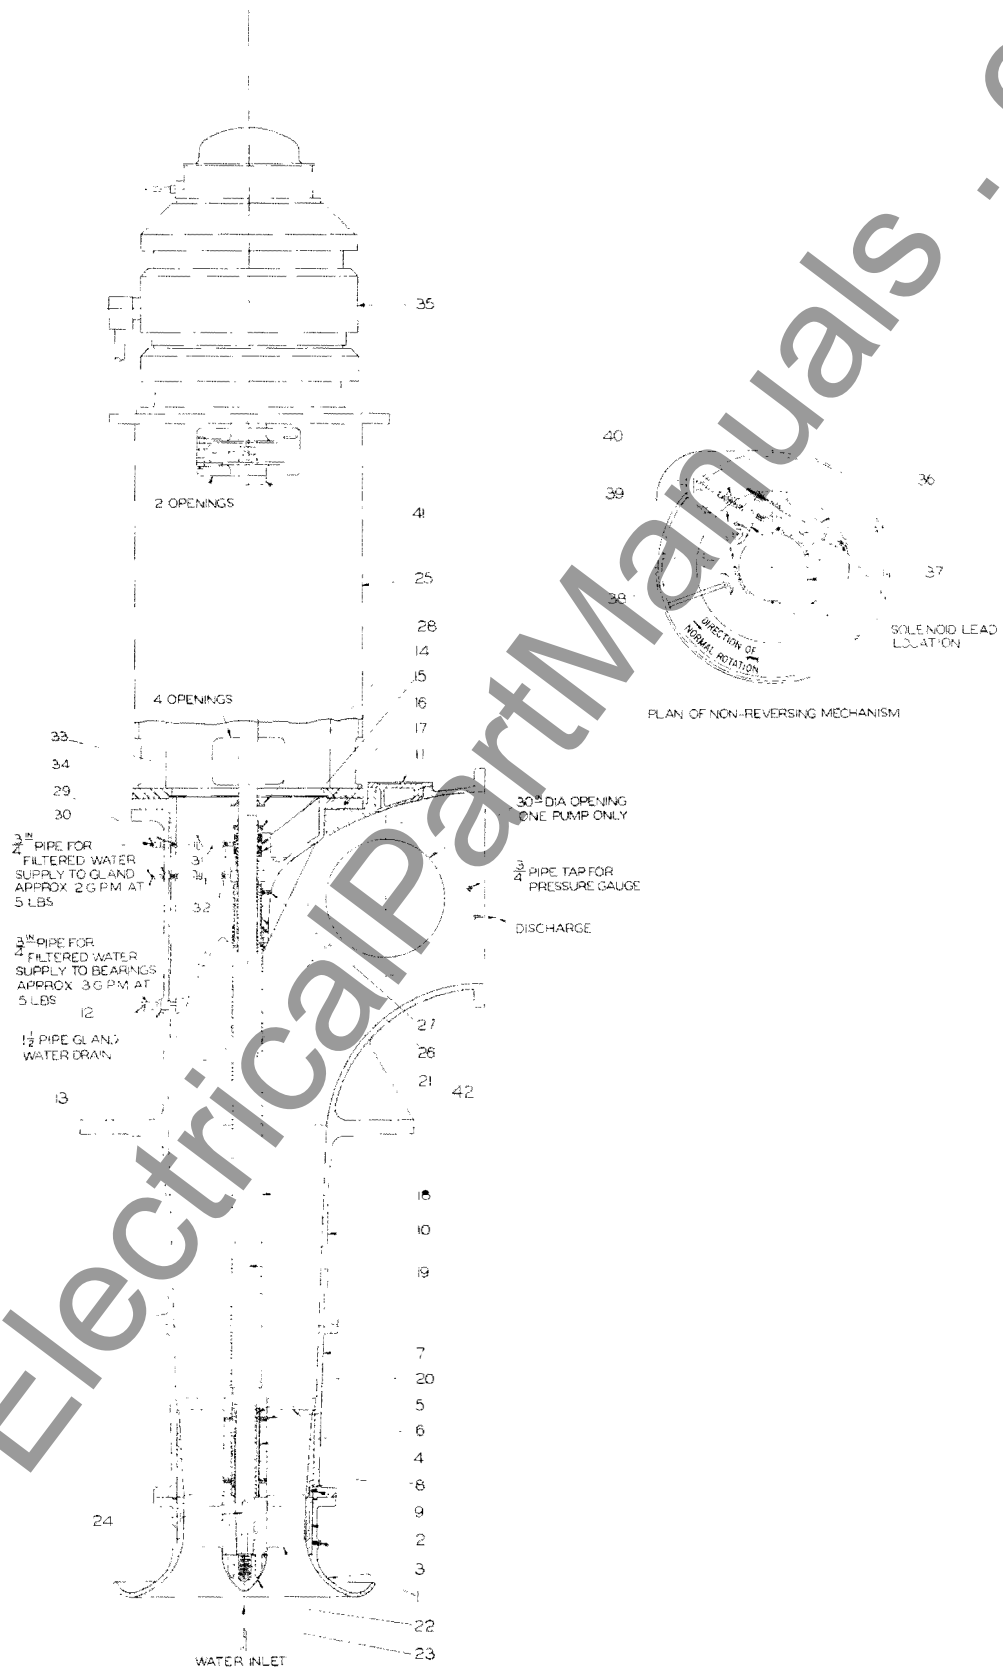 35
2 OPENINGS
41
25
28
14
15
16
17
11
4 OPENINGS
33
34
29
30
3/4 IN PIPE FOR
FILTERED WATER
SUPPLY TO GLAND
APPROX 2 G P M AT
5 LBS
31
32
3/4 IN PIPE FOR
FILTERED WATER
SUPPLY TO BEARINGS
APPROX 3 G P M AT
5 LBS
12
1 1/2 PIPE GLAND
WATER DRAIN
13
30" DIA OPENING
ONE PUMP ONLY
3/4 PIPE TAP FOR
PRESSURE GAUGE
DISCHARGE
27
26
21
42
18
10
19
7
20
5
6
4
8
9
2
3
1
22
23
24
WATER INLET
40
39
38
36
37
SOLENOID LEAD
LOCATION
DIRECTION OF
NORMAL ROTATION
PLAN OF NON-REVERSING MECHANISM
ElectricalPartManuals .